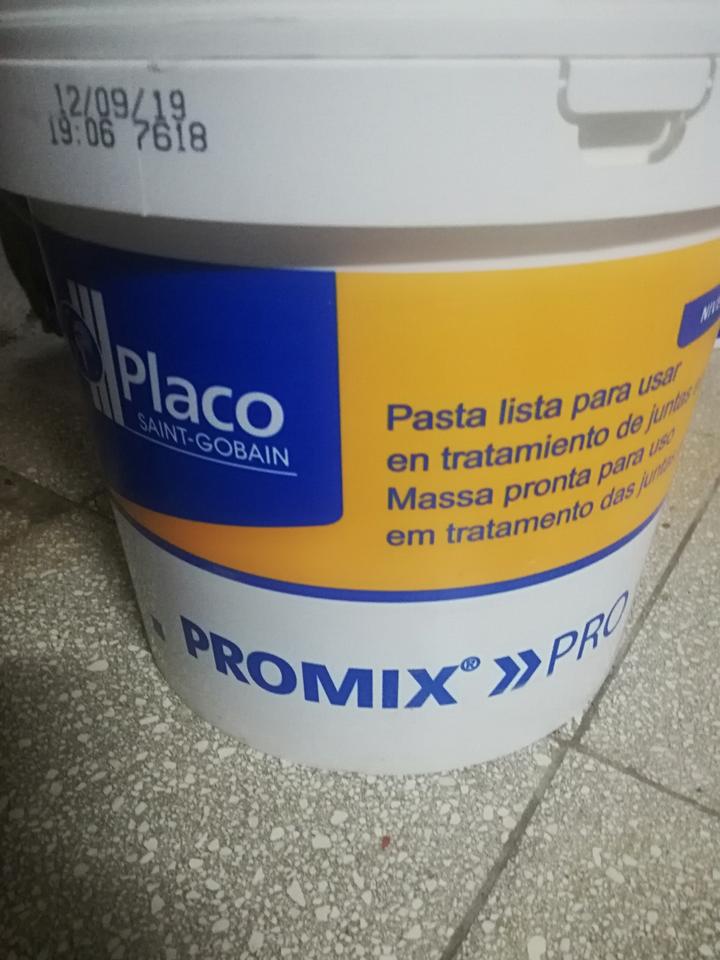 12/09/19
19:06 7618
Placo
SAINT-GOBAIN
Pasta lista para usar
en tratamiento de juntas
Massa pronta para uso
em tratamento das juntas
PROMIX® »PRO